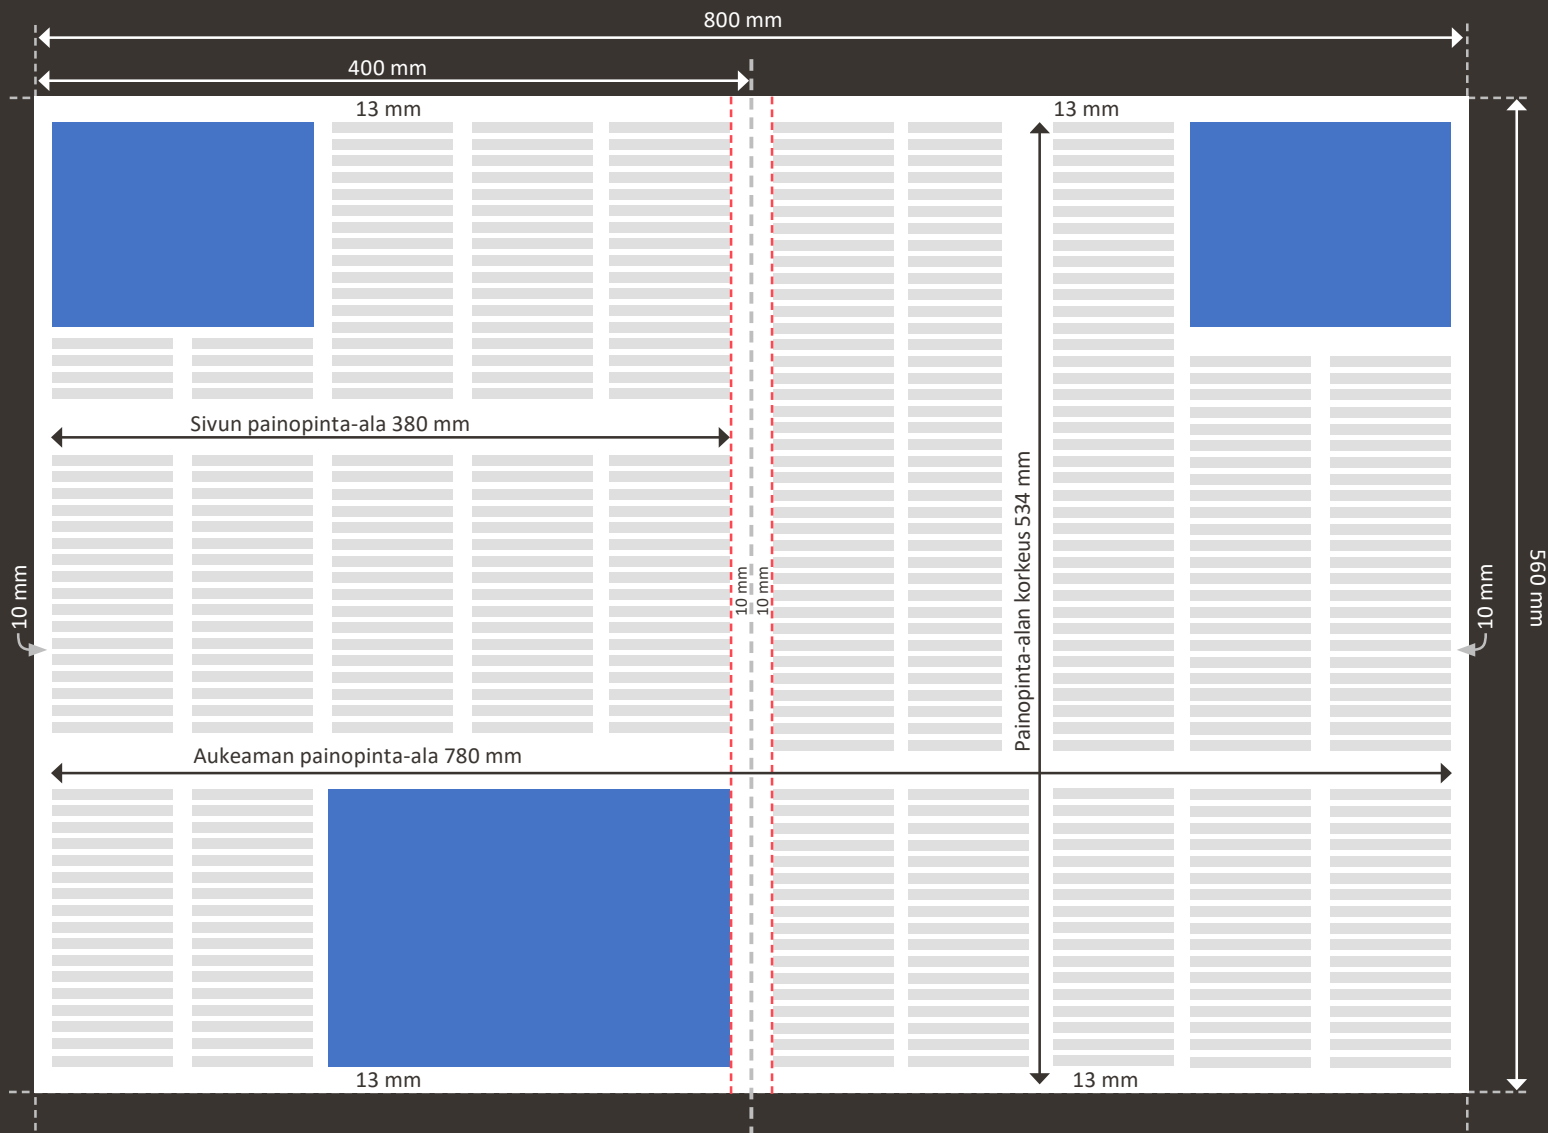 800 mm
400 mm
13 mm
13 mm
Sivun painopinta-ala 380 mm
Painopinta-alan korkeus 534 mm
10 mm
10 mm
10 mm
10 mm
560 mm
Aukeaman painopinta-ala 780 mm
13 mm
13 mm